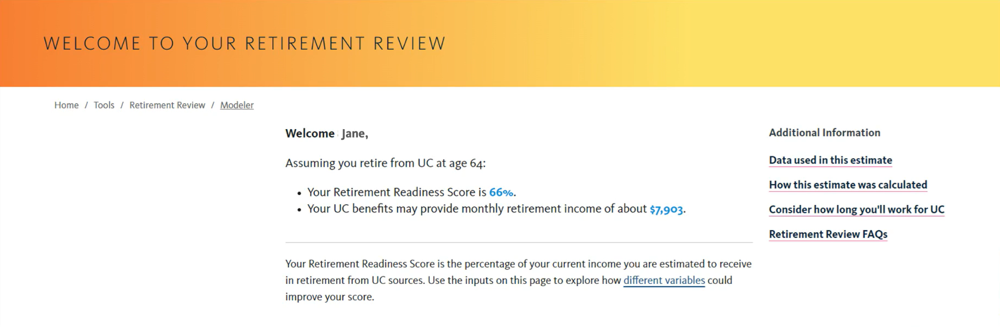 WELCOME TO YOUR RETIREMENT REVIEW
Home / Tools / Retirement Review / Modeler
Welcome Jane,
Assuming you retire from UC at age 64:
• Your Retirement Readiness Score is 66%.
• Your UC benefits may provide monthly retirement income of about $7,903.
Your Retirement Readiness Score is the percentage of your current income you are estimated to receive
in retirement from UC sources. Use the inputs on this page to explore how different variables could
improve your score.
Additional Information
Data used in this estimate
How this estimate was calculated
Consider how long you'll work for UC
Retirement Review FAQs